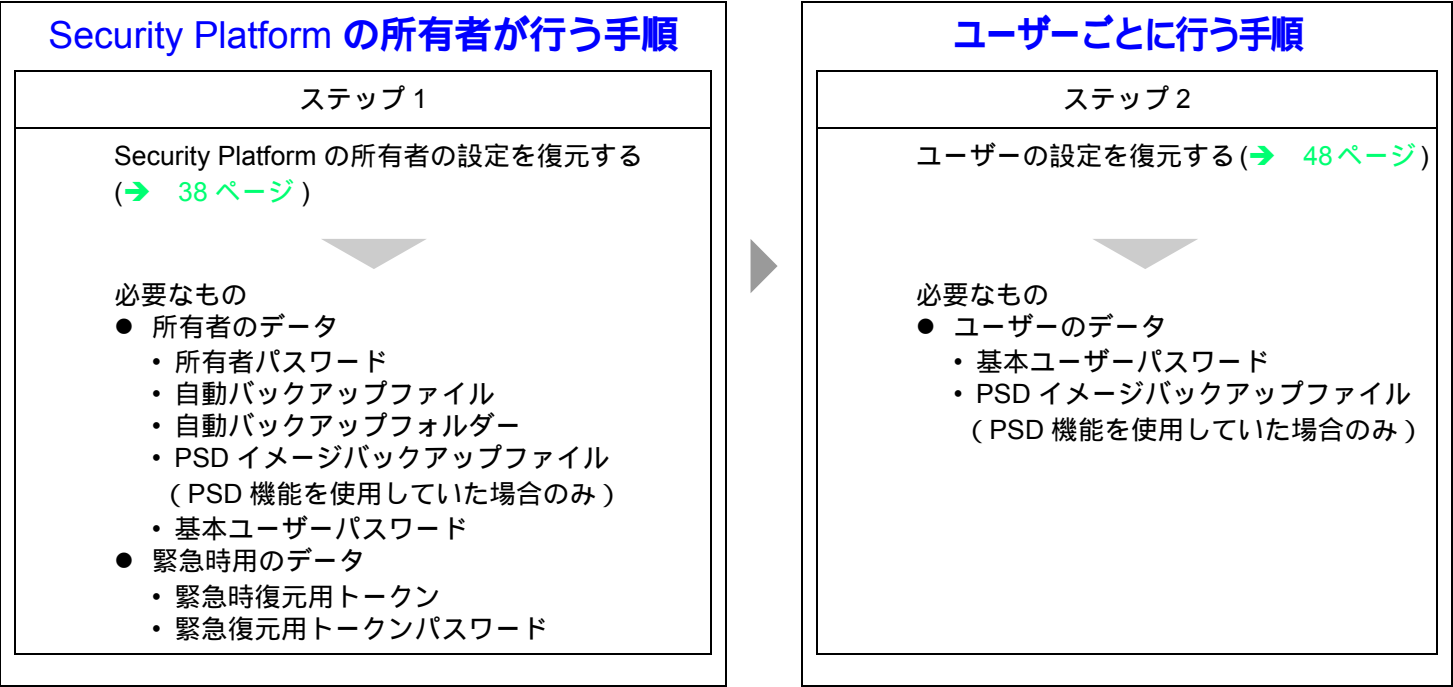 Security Platform の所有者が行う手順
ステップ 1
Security Platform の所有者の設定を復元する
(➔ 38 ページ )
必要なもの
● 所有者のデータ
• 所有者パスワード
• 自動バックアップファイル
• 自動バックアップフォルダー
• PSD イメージバックアップファイル
( PSD 機能を使用していた場合のみ )
• 基本ユーザーパスワード
● 緊急時用のデータ
• 緊急時復元用トークン
• 緊急復元用トークンパスワード
ユーザーごとに行う手順
ステップ 2
ユーザーの設定を復元する (➔ 48 ページ )
必要なもの
● ユーザーのデータ
• 基本ユーザーパスワード
• PSD イメージバックアップファイル
( PSD 機能を使用していた場合のみ )